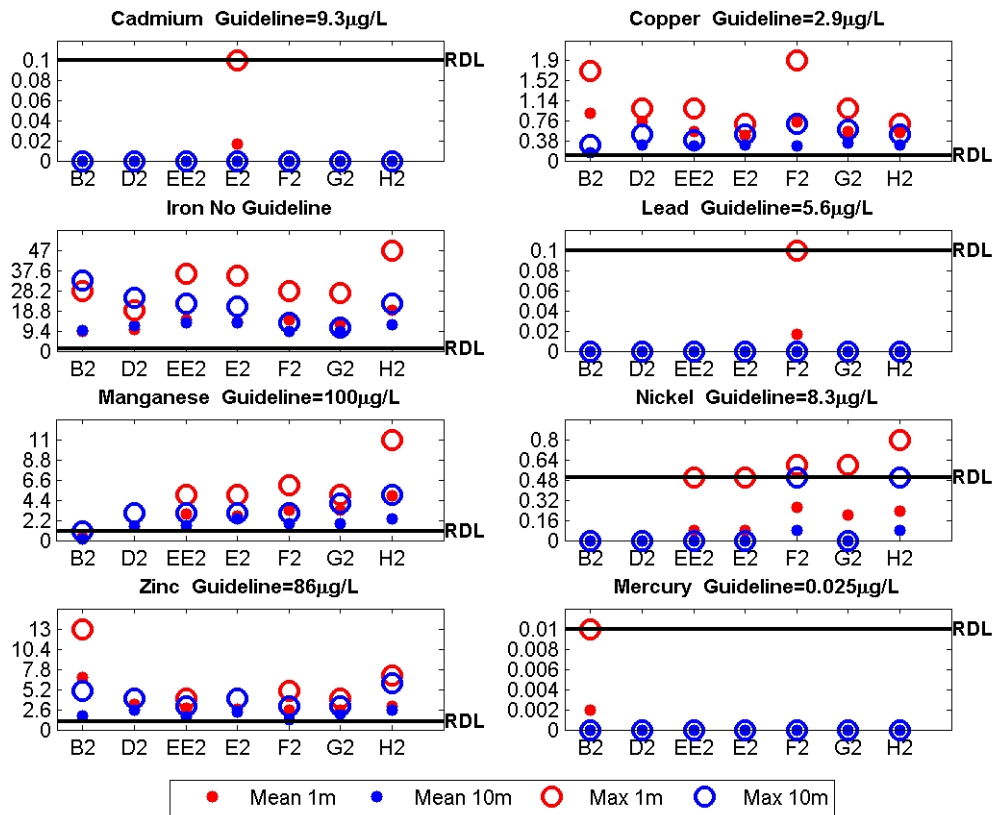 Cadmium Guideline=9.3μg/L
0.1
0.08
0.06
0.04
0.02
0
RDL
B2 D2 EE2 E2 F2 G2 H2
Copper Guideline=2.9μg/L
1.9
1.52
1.14
0.76
0.38
0
RDL
B2 D2 EE2 E2 F2 G2 H2
Iron No Guideline
47
37.6
28.2
18.8
9.4
0
RDL
B2 D2 EE2 E2 F2 G2 H2
Lead Guideline=5.6μg/L
0.1
0.08
0.06
0.04
0.02
0
RDL
B2 D2 EE2 E2 F2 G2 H2
Manganese Guideline=100μg/L
11
8.8
6.6
4.4
2.2
0
RDL
B2 D2 EE2 E2 F2 G2 H2
Nickel Guideline=8.3μg/L
0.8
0.64
0.48
0.32
0.16
0
RDL
B2 D2 EE2 E2 F2 G2 H2
Zinc Guideline=86μg/L
13
10.4
7.8
5.2
2.6
0
RDL
B2 D2 EE2 E2 F2 G2 H2
Mercury Guideline=0.025μg/L
0.01
0.008
0.006
0.004
0.002
0
RDL
B2 D2 EE2 E2 F2 G2 H2
Mean 1m Mean 10m Max 1m Max 10m